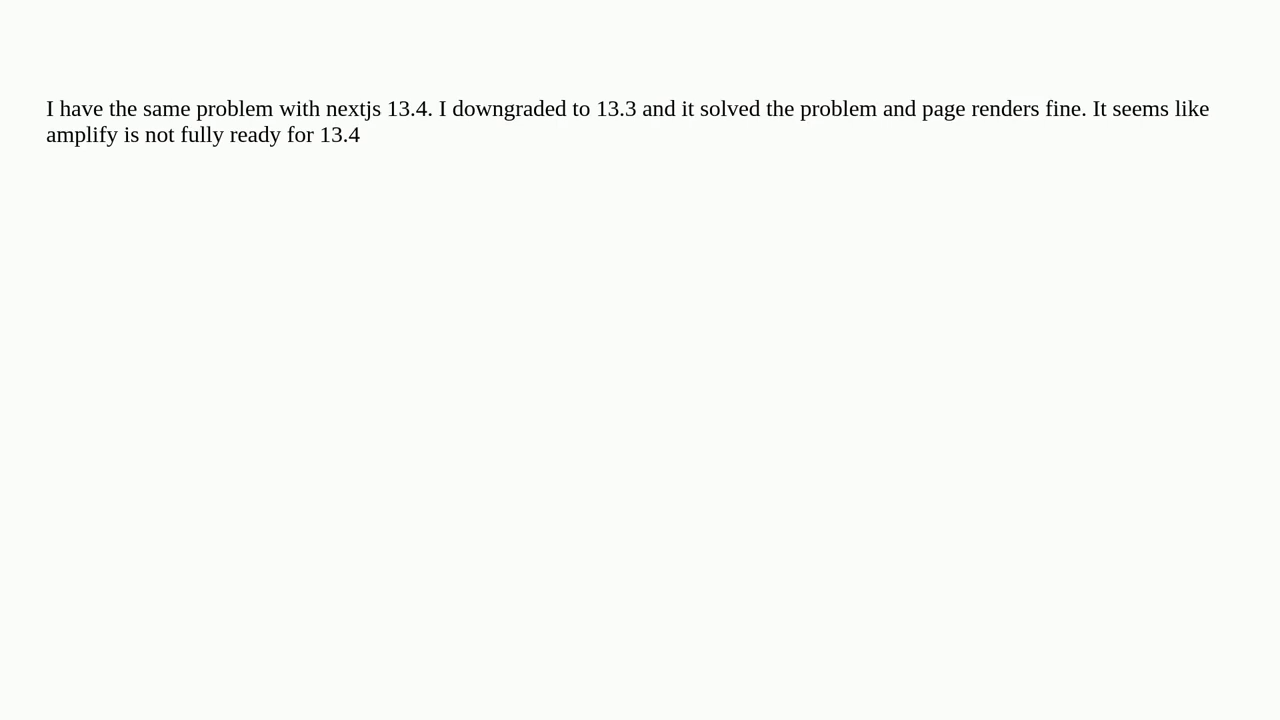 I have the same problem with nextjs 13.4. I downgraded to 13.3 and it solved the problem and page renders fine. It seems like
amplify is not fully ready for 13.4